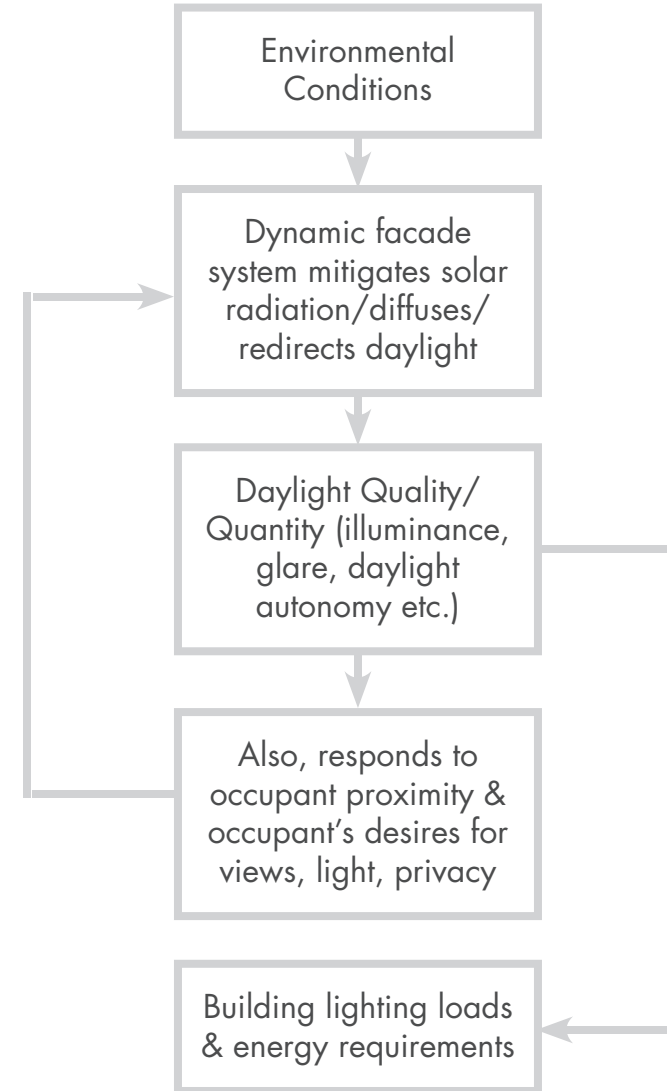 Environmental
Conditions
Dynamic facade
system mitigates solar
radiation/diffuses/
redirects daylight
Daylight Quality/
Quantity (illuminance,
glare, daylight
autonomy etc.)
Also, responds to
occupant proximity &
occupant’s desires for
views, light, privacy
Building lighting loads
& energy requirements